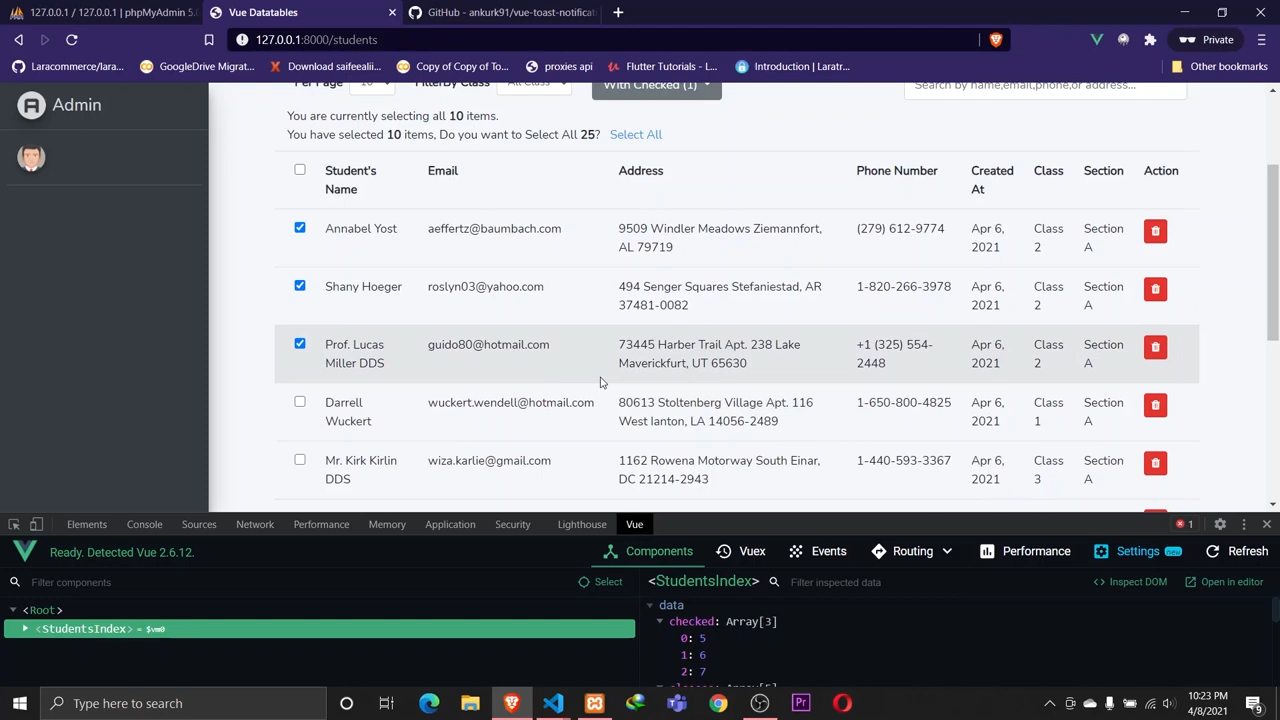 127.0.0.1 / 127.0.0.1 | phpMyAdmin 5.
Vue Datatables
GitHub - ankurk91/vue-toast-notificati
127.0.0.1:8000/students
Private
Laracommerce/lara...
GoogleDrive Migrat...
Download saifeealii...
Copy of Copy of To...
proxies api
Flutter Tutorials - L...
Introduction | Laratr...
Other bookmarks
Admin
Per Page
10
FilterBy Class
All Class
With Checked (1)
Search by name,email,phone,or address...
You are currently selecting all 10 items.
You have selected 10 items, Do you want to Select All 25? Select All
Student's Name Email Address Phone Number Created At Class Section Action
Annabel Yost aeffertz@baumbach.com 9509 Windler Meadows Ziemannfort, AL 79719 (279) 612-9774 Apr 6, 2021 Class 2 Section A
Shany Hoeger roslyn03@yahoo.com 494 Senger Squares Stefaniestad, AR 37481-0082 1-820-266-3978 Apr 6, 2021 Class 2 Section A
Prof. Lucas Miller DDS guido80@hotmail.com 73445 Harber Trail Apt. 238 Lake Maverickfurt, UT 65630 +1 (325) 554-2448 Apr 6, 2021 Class 2 Section A
Darrell Wuckert wuckert.wendell@hotmail.com 80613 Stoltenberg Village Apt. 116 West Ianton, LA 14056-2489 1-650-800-4825 Apr 6, 2021 Class 1 Section A
Mr. Kirk Kirlin DDS wiza.karlie@gmail.com 1162 Rowena Motorway South Einar, DC 21214-2943 1-440-593-3367 Apr 6, 2021 Class 3 Section A
Elements Console Sources Network Performance Memory Application Security Lighthouse Vue 1
Ready. Detected Vue 2.6.12.
Components Vuex Events Routing Performance Settings new Refresh
Filter components
Select
<StudentsIndex>
Filter inspected data
Inspect DOM
Open in editor
<Root>
<StudentsIndex> = $vm0
data
checked: Array[3]
0: 5
1: 6
2: 7
Type here to search
10:23 PM
4/8/2021